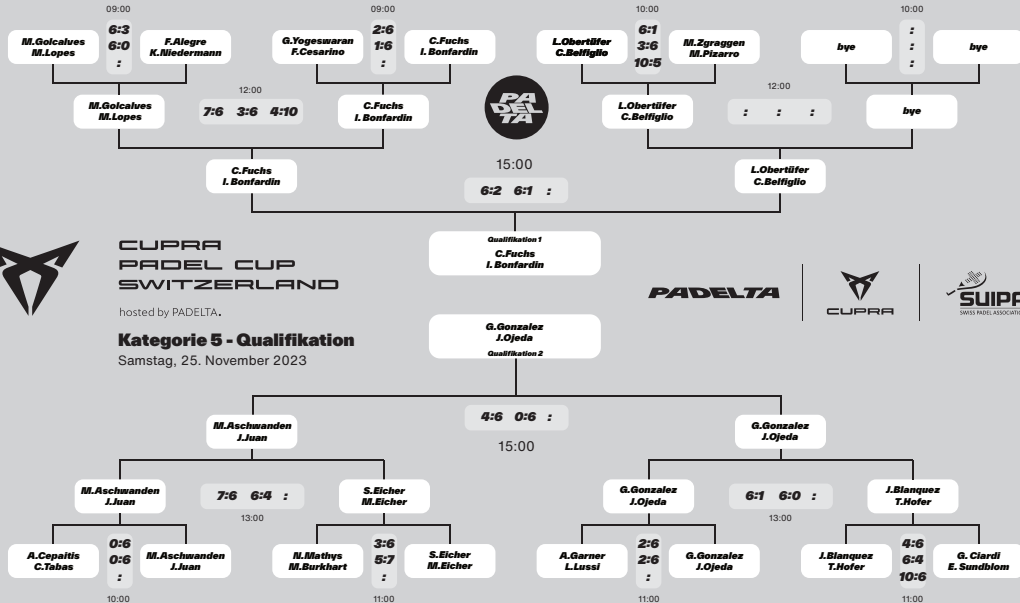 09:00
09:00
10:00
10:00
M.Golcalves
M.Lopes
6:3
6:0
:
F.Alegre
K.Niedermann
G.Yogeswaran
F.Cesarino
2:6
1:6
:
C.Fuchs
I.Bonfardin
L.Obertüfer
C.Belfiglio
6:1
3:6
10:5
M.Zgraggen
M.Pizarro
bye
:
:
:
bye
M.Golcalves
M.Lopes
12:00
7:6 3:6 4:10
C.Fuchs
I.Bonfardin
PA
DEL
TA
L.Obertüfer
C.Belfiglio
12:00
: : :
bye
C.Fuchs
I.Bonfardin
15:00
6:2 6:1 :
L.Obertüfer
C.Belfiglio
Qualifikation 1
C.Fuchs
I.Bonfardin
CUPRA
PADEL CUP
SWITZERLAND
hosted by PADELTA.
Kategorie 5 - Qualifikation
Samstag, 25. November 2023
PADELTA
CUPRA
SUIPA
SWISS PADEL ASSOCIATIO
G.Gonzalez
J.Ojeda
Qualifikation 2
M.Aschwanden
J.Juan
4:6 0:6 :
15:00
G.Gonzalez
J.Ojeda
M.Aschwanden
J.Juan
7:6 6:4 :
13:00
S.Eicher
M.Eicher
G.Gonzalez
J.Ojeda
6:1 6:0 :
13:00
J.Blanquez
T.Hofer
A.Cepaitis
C.Tabas
0:6
0:6
:
M.Aschwanden
J.Juan
N.Mathys
M.Burkhart
3:6
5:7
:
S.Eicher
M.Eicher
A.Garner
L.Lussi
2:6
2:6
:
G.Gonzalez
J.Ojeda
J.Blanquez
T.Hofer
4:6
6:4
10:6
G. Ciardi
E. Sundblom
10:00
11:00
11:00
11:00